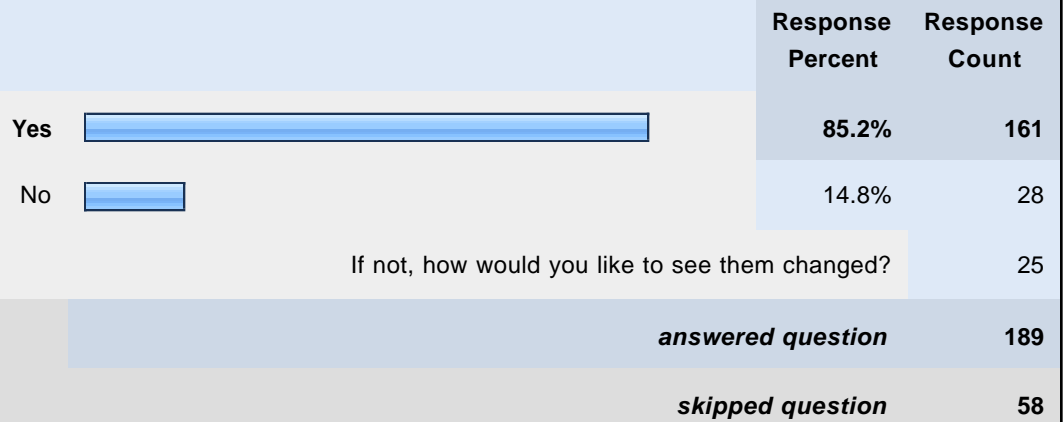 Response Response
Percent Count
Yes 85.2% 161
No 14.8% 28
If not, how would you like to see them changed? 25
answered question 189
skipped question 58